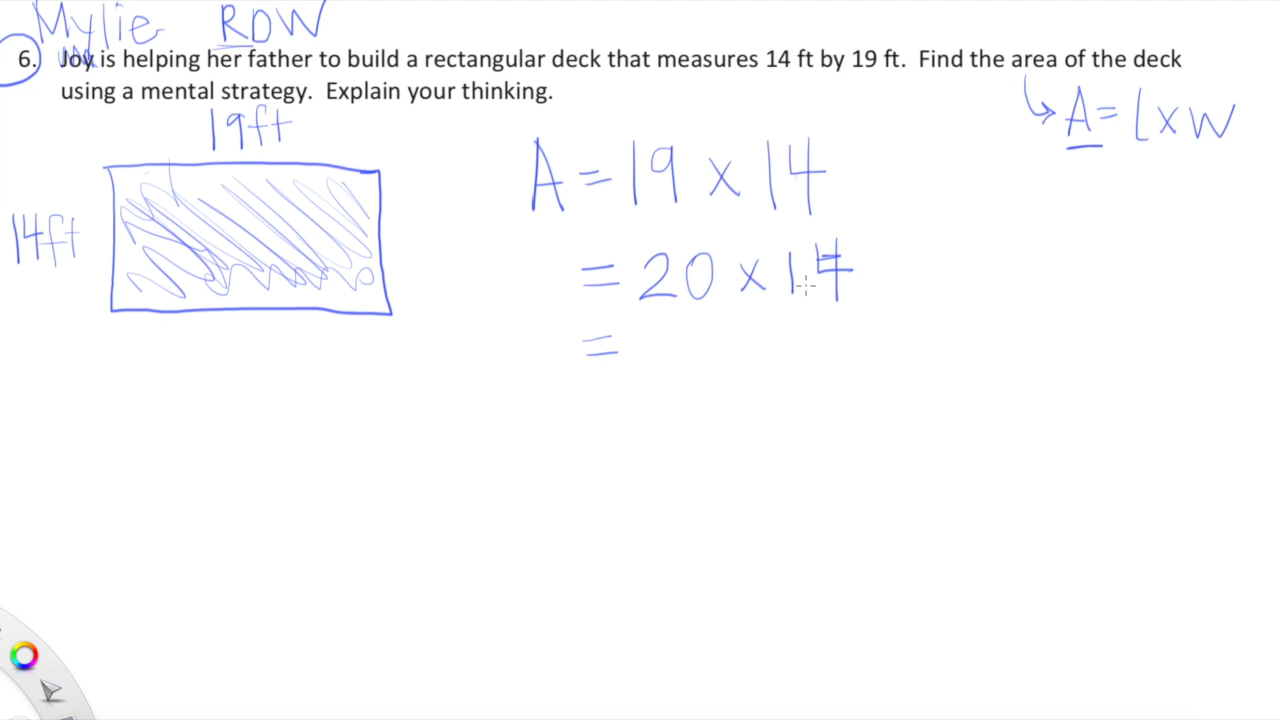 Mylie RDW
6. Joy is helping her father to build a rectangular deck that measures 14 ft by 19 ft. Find the area of the deck
using a mental strategy. Explain your thinking.
A = l x W
19ft
14ft
A = 19 x 14
= 20 x 14
=